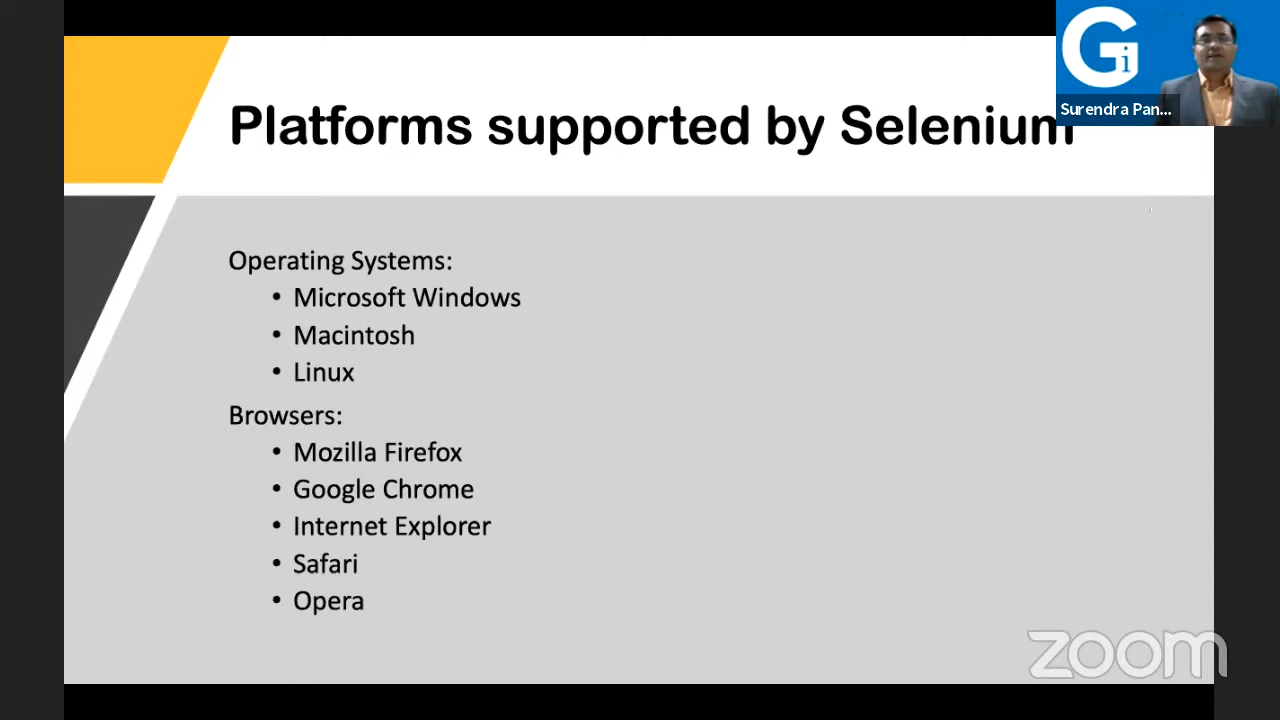 Gi
Surendra Pan...
Platforms supported by Selenium
Operating Systems:
• Microsoft Windows
• Macintosh
• Linux
Browsers:
• Mozilla Firefox
• Google Chrome
• Internet Explorer
• Safari
• Opera
zoom